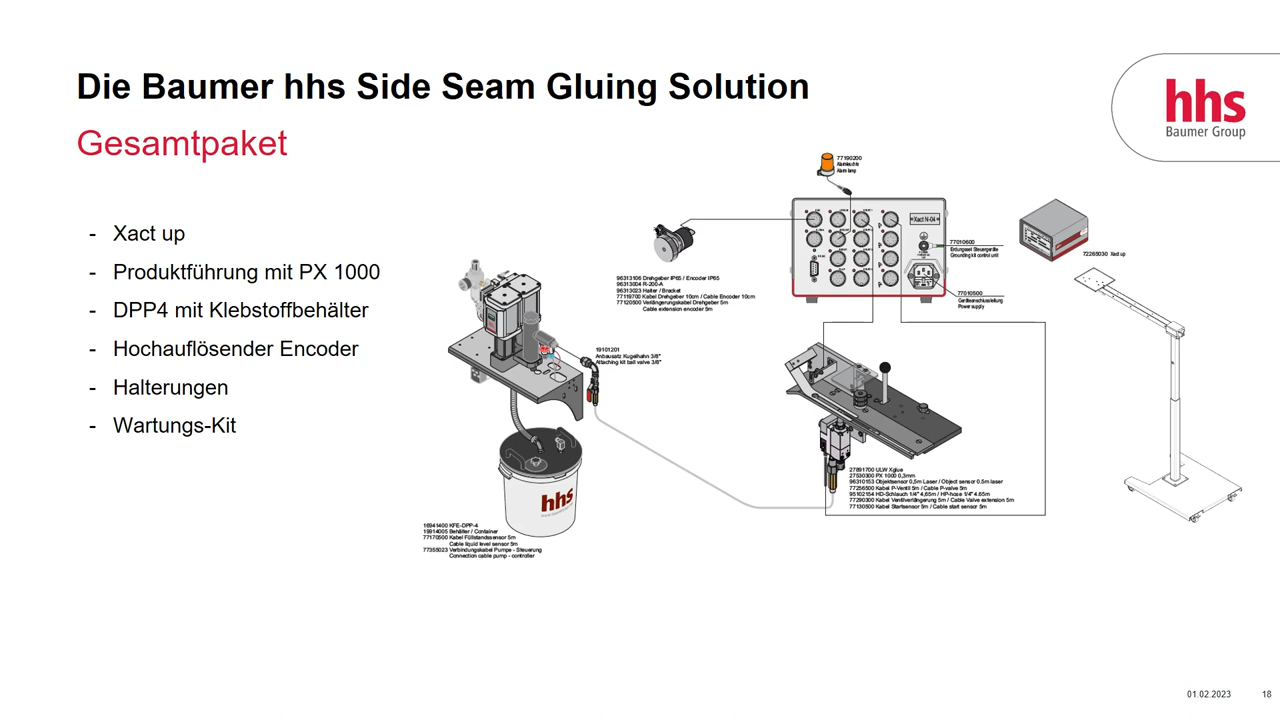 Die Baumer hhs Side Seam Gluing Solution
Gesamtpaket
hhs
Baumer Group
- Xact up
- Produktführung mit PX 1000
- DPP4 mit Klebstoffbehälter
- Hochauflösender Encoder
- Halterungen
- Wartungs-Kit
77190200
Alarmleuchte
Alarm lamp
Xact N-04
77010600
Erdungsset Steuergeräte
Grounding kit control unit
77010500
Geräteanschlussleitung
Power supply
72265030 Xact up
96313106 Drehgeber IP65 / Encoder IP65
96313004 R-200-A
96313023 Halter / Bracket
77119700 Kabel Drehgeber 10cm / Cable Encoder 10cm
77120500 Verlängerungskabel Drehgeber 5m
Cable extension encoder 5m
19101201
Anbausatz Kugelhahn 3/8"
Attaching kit ball valve 3/8"
27891700 ULW Xglue
27530300 PX 1000 0,3mm
96310153 Objektsensor 0,5m Laser / Object sensor 0.5m laser
77256500 Kabel P-Ventil 5m / Cable P-valve 5m
95102154 HD-Schlauch 1/4" 4,65m / HP-hose 1/4" 4.65m
77290300 Kabel Ventilverlängerung 5m / Cable Valve extension 5m
77130500 Kabel Startsensor 5m / Cable start sensor 5m
hhs
16941400 KFE-DPP-4
19914005 Behälter / Container
77170500 Kabel Füllstandssensor 5m
Cable liquid level sensor 5m
77355023 Verbindungskabel Pumpe - Steuerung
Connection cable pump - controller
01.02.2023
18